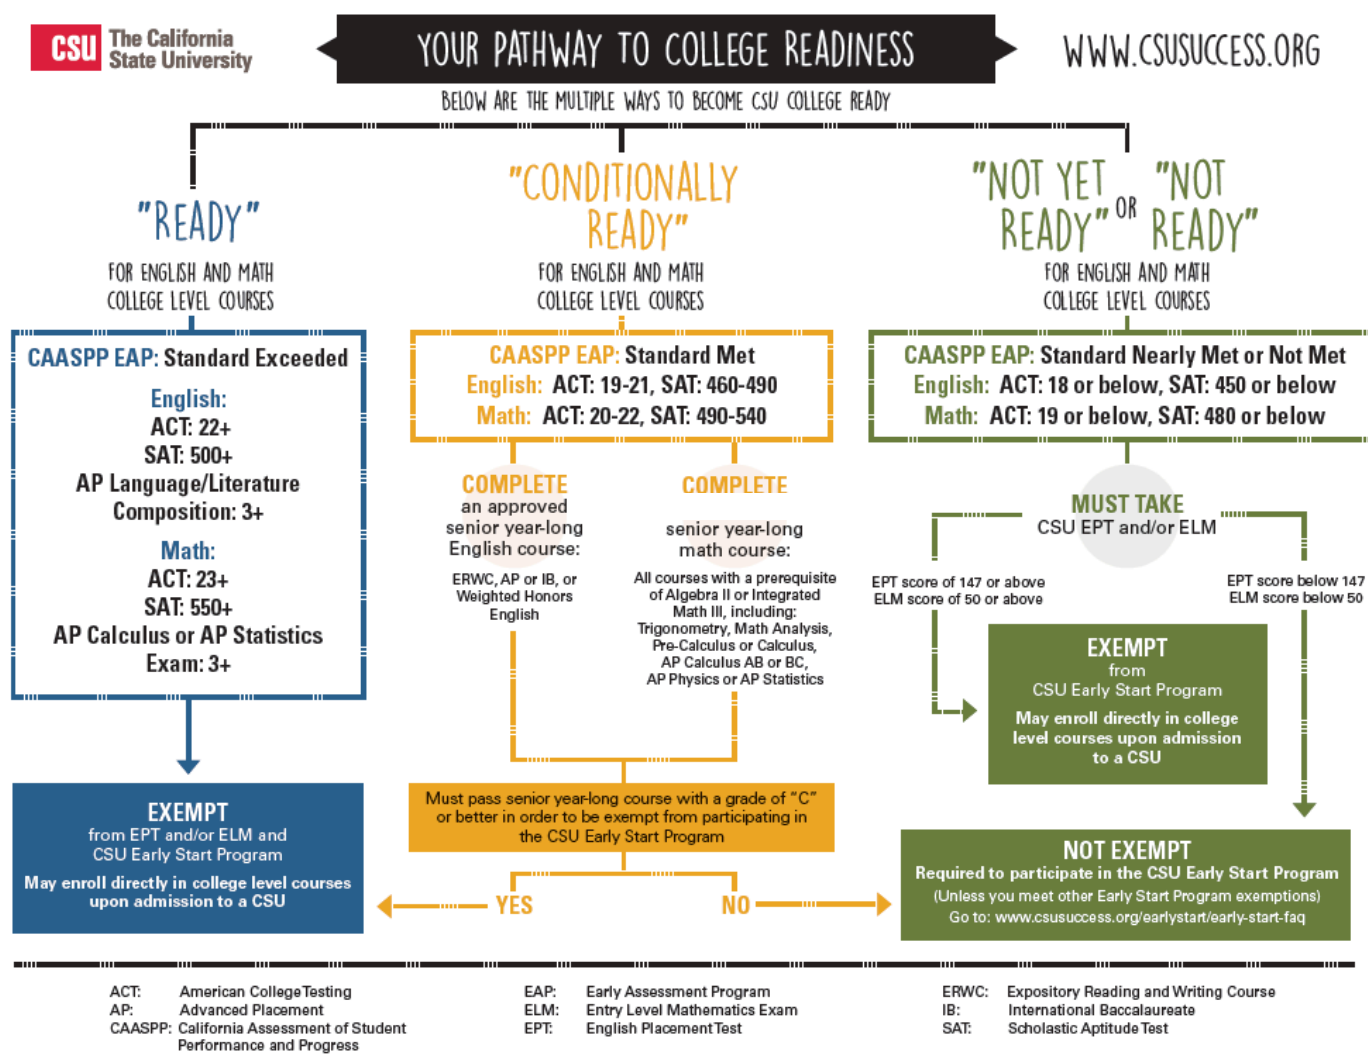 CSU The California
State University
YOUR PATHWAY TO COLLEGE READINESS
WWW.CSUSUCCESS.ORG
BELOW ARE THE MULTIPLE WAYS TO BECOME CSU COLLEGE READY
"READY"
FOR ENGLISH AND MATH
COLLEGE LEVEL COURSES
CAASPP EAP: Standard Exceeded
English:
ACT: 22+
SAT: 500+
AP Language/Literature
Composition: 3+
Math:
ACT: 23+
SAT: 550+
AP Calculus or AP Statistics
Exam: 3+
EXEMPT
from EPT and/or ELM and
CSU Early Start Program
May enroll directly in college level courses
upon admission to a CSU
"CONDITIONALLY
READY"
FOR ENGLISH AND MATH
COLLEGE LEVEL COURSES
CAASPP EAP: Standard Met
English: ACT: 19-21, SAT: 460-490
Math: ACT: 20-22, SAT: 490-540
COMPLETE
an approved
senior year-long
English course:
ERWC, AP or IB, or
Weighted Honors
English
COMPLETE
senior year-long
math course:
All courses with a prerequisite
of Algebra II or Integrated
Math III, including:
Trigonometry, Math Analysis,
Pre-Calculus or Calculus,
AP Calculus AB or BC,
AP Physics or AP Statistics
Must pass senior year-long course with a grade of "C"
or better in order to be exempt from participating in
the CSU Early Start Program
YES
NO
"NOT YET
READY"
OR
"NOT
READY"
FOR ENGLISH AND MATH
COLLEGE LEVEL COURSES
CAASPP EAP: Standard Nearly Met or Not Met
English: ACT: 18 or below, SAT: 450 or below
Math: ACT: 19 or below, SAT: 480 or below
MUST TAKE
CSU EPT and/or ELM
EPT score of 147 or above
ELM score of 50 or above
EPT score below 147
ELM score below 50
EXEMPT
from
CSU Early Start Program
May enroll directly in college
level courses upon admission
to a CSU
NOT EXEMPT
Required to participate in the CSU Early Start Program
(Unless you meet other Early Start Program exemptions)
Go to: www.csusuccess.org/earlystart/early-start-faq
ACT: American College Testing
AP: Advanced Placement
CAASPP: California Assessment of Student
Performance and Progress
EAP: Early Assessment Program
ELM: Entry Level Mathematics Exam
EPT: English Placement Test
ERWC: Expository Reading and Writing Course
IB: International Baccalaureate
SAT: Scholastic Aptitude Test